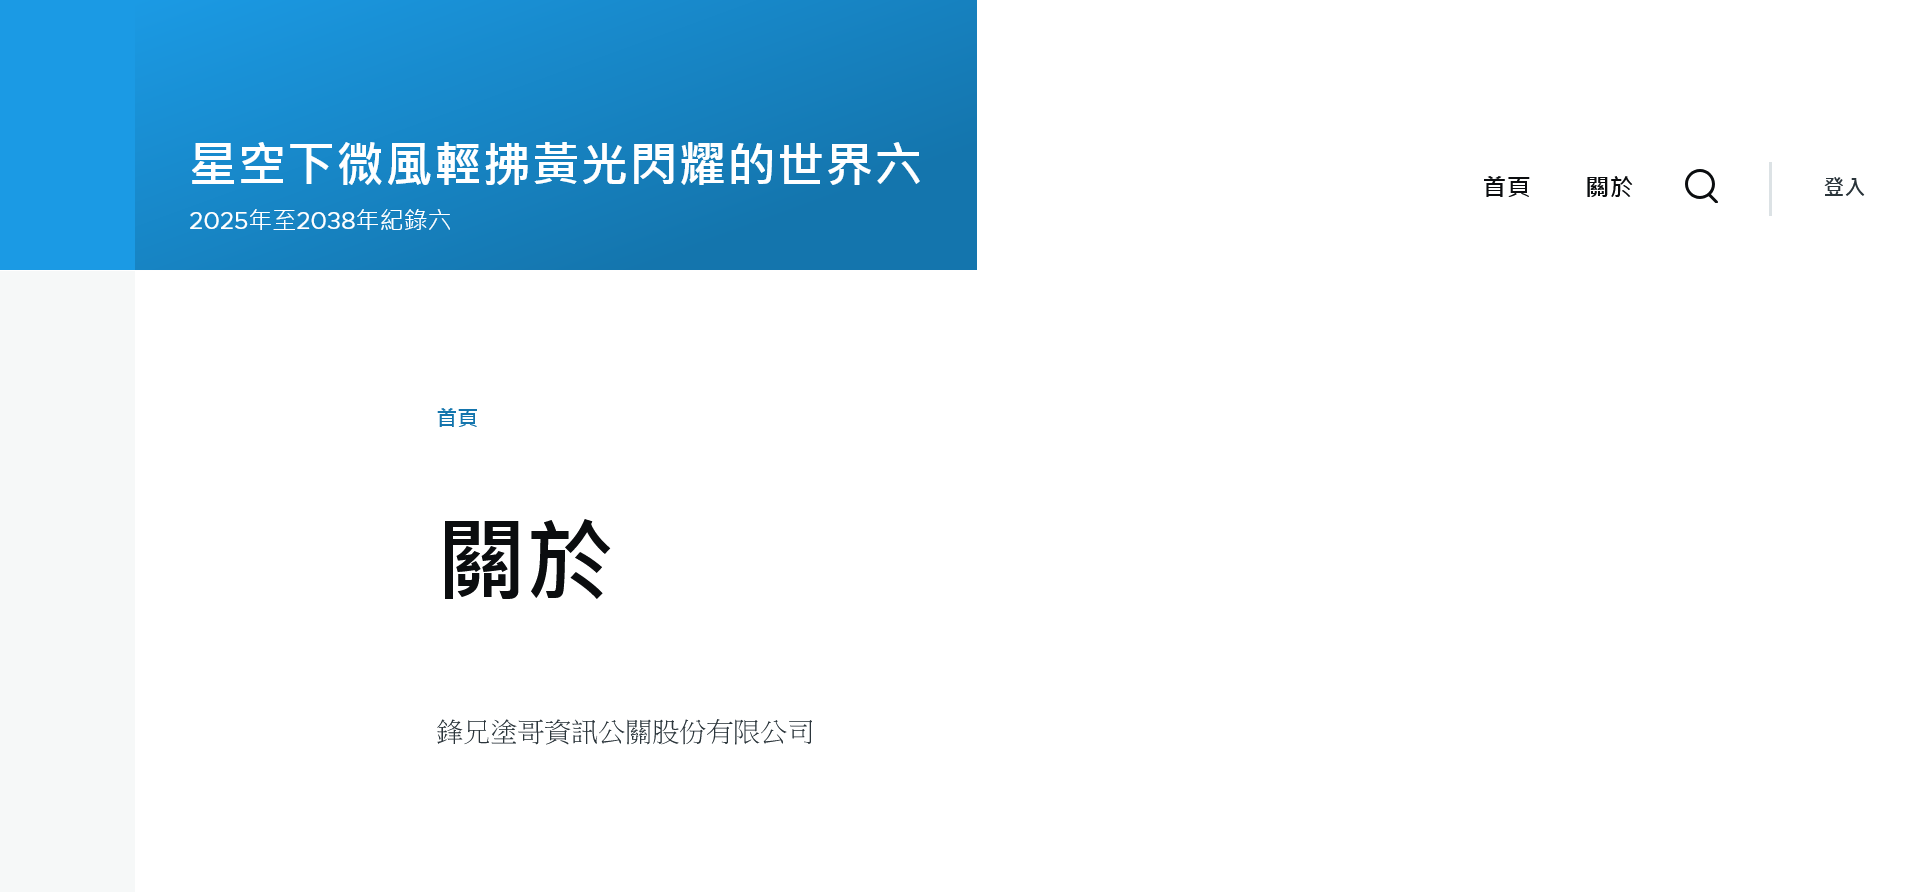 星空下微風輕拂黃光閃耀的世界六
2025年至2038年紀錄六
首頁
關於
登入
首頁
關於
鋒兄塗哥資訊公關股份有限公司